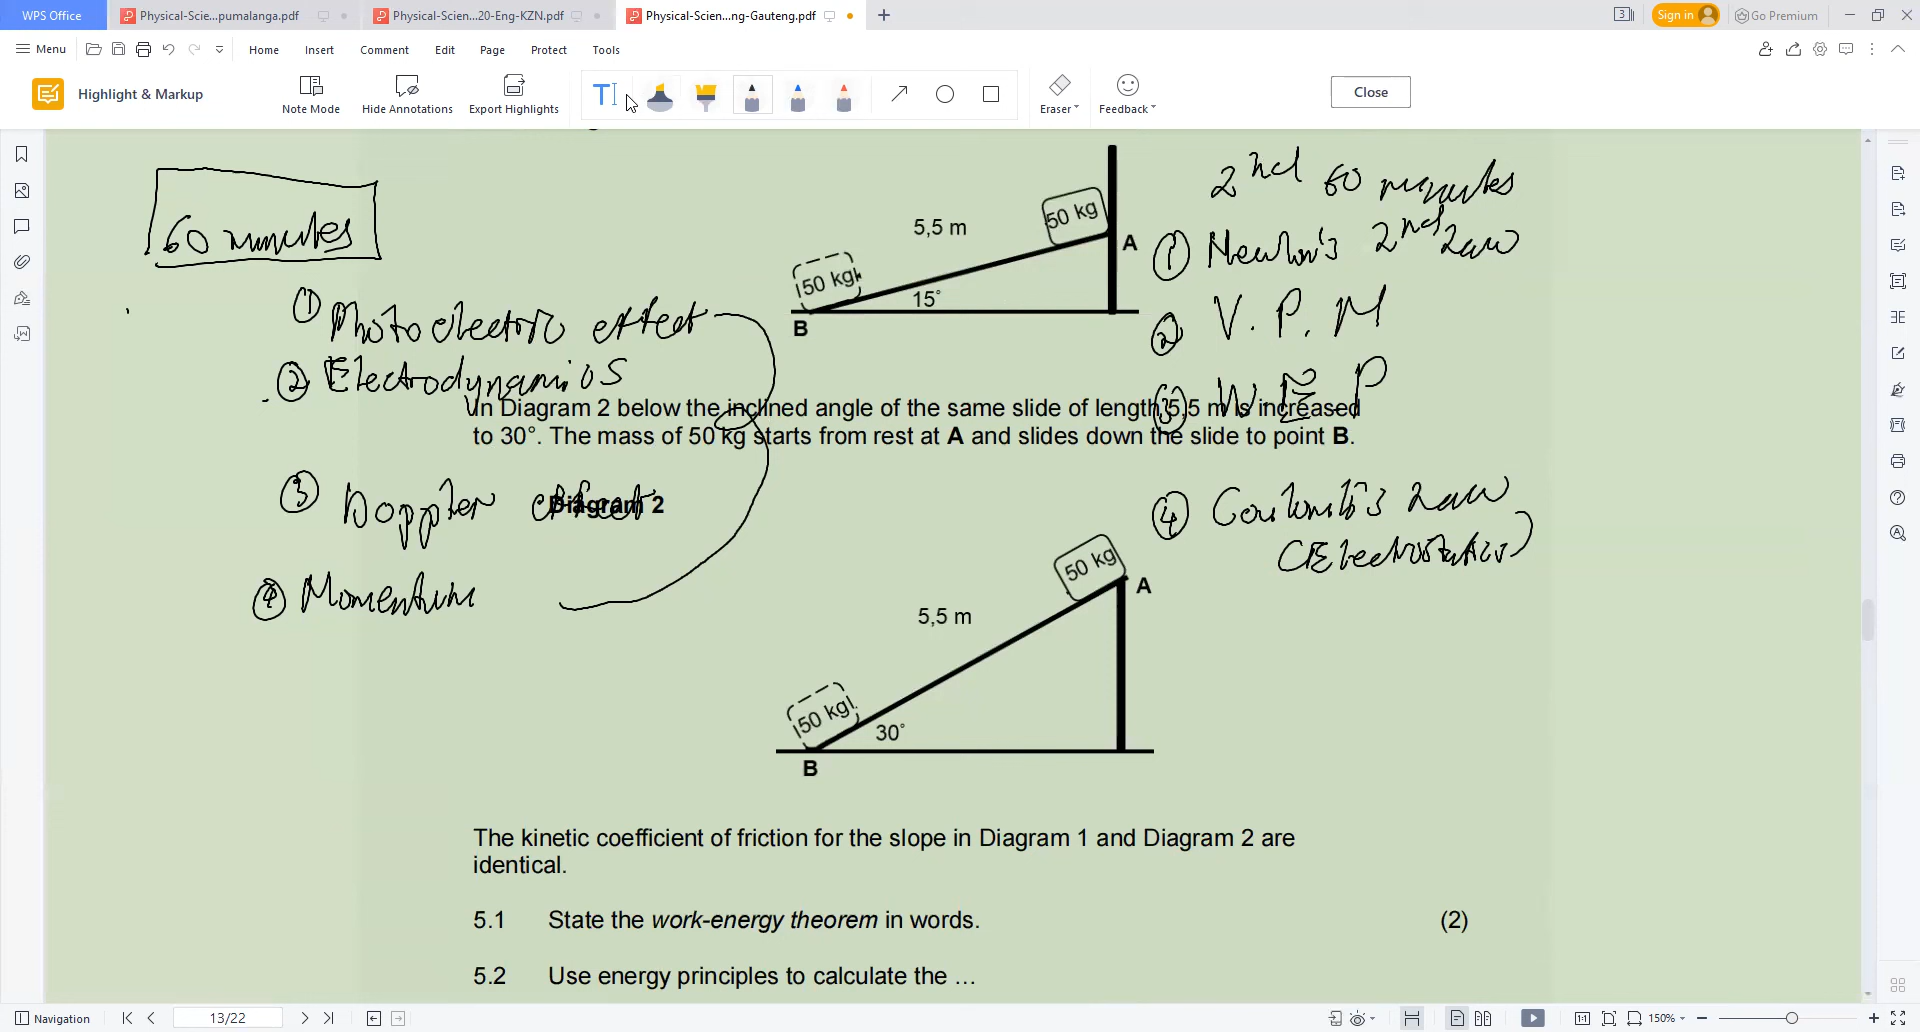 WPS Office
Physical-Scie...pumalanga.pdf
Physical-Scien...20-Eng-KZN.pdf
Physical-Scien...ng-Gauteng.pdf
3
Sign in
Go Premium
Menu
Home
Insert
Comment
Edit
Page
Protect
Tools
Highlight & Markup
Note Mode
Hide Annotations
Export Highlights
Eraser
Feedback
Close
60 minutes
① Photoelectric effect
② Electrodynamics
③ Doppler effect
④ Momentum
5,5 m
50 kg
A
50 kg
15°
B
2nd 60 minutes
① Newton's 2nd Law
② V.P.M
③ W.E P
④ Coulomb's Law
(Electrostatics)
In Diagram 2 below the inclined angle of the same slide of length 5,5 m is increased
to 30°. The mass of 50 kg starts from rest at A and slides down the slide to point B.
Diagram 2
50 kg
A
5,5 m
50 kg
30°
B
The kinetic coefficient of friction for the slope in Diagram 1 and Diagram 2 are
identical.
5.1 State the work-energy theorem in words. (2)
5.2 Use energy principles to calculate the …
Navigation
13/22
1:1
150%